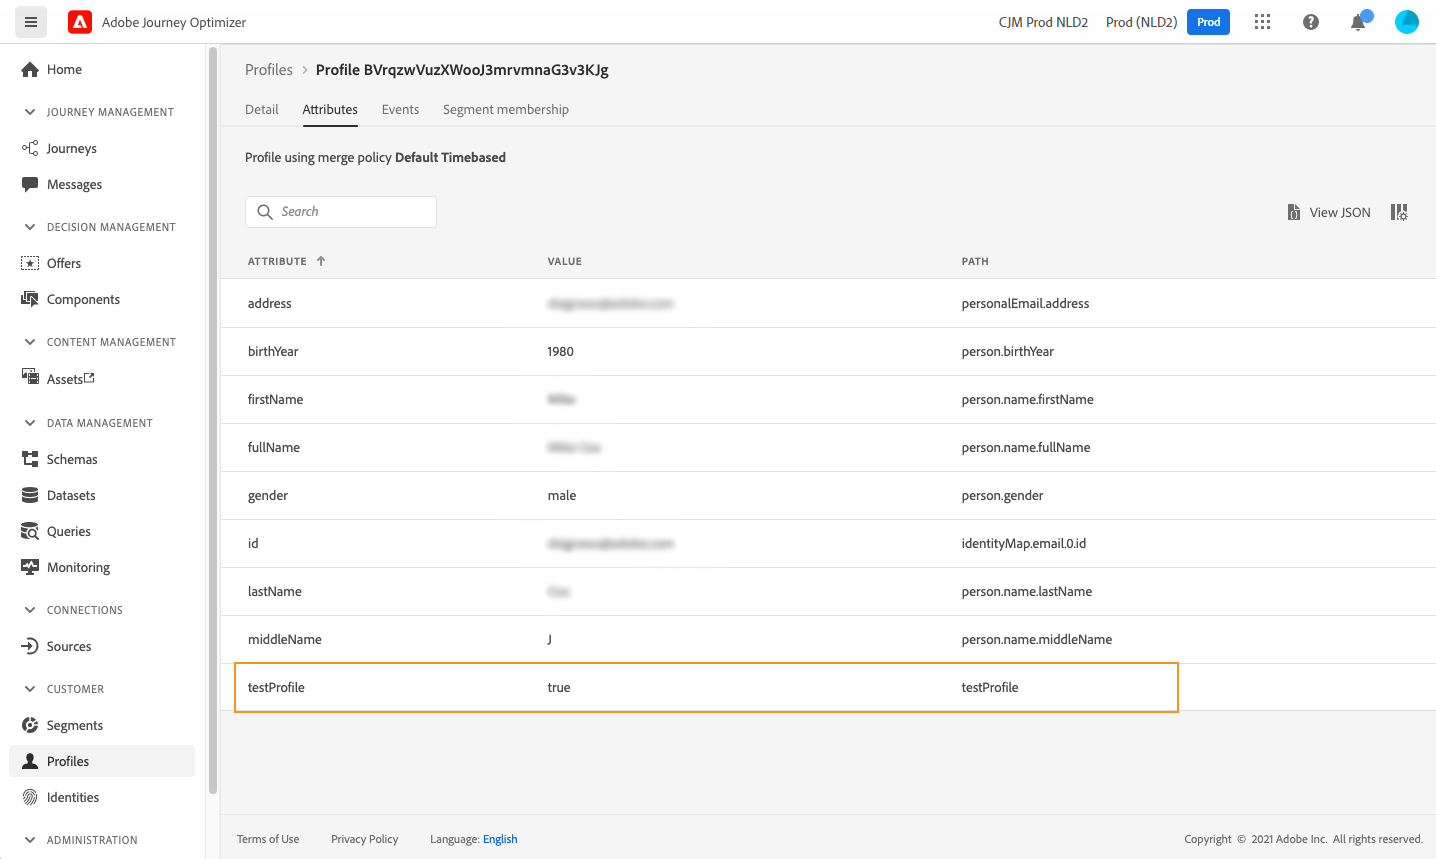 Adobe Journey Optimizer
CJM Prod NLD2 Prod (NLD2) Prod
Home
JOURNEY MANAGEMENT
Journeys
Messages
DECISION MANAGEMENT
Offers
Components
CONTENT MANAGEMENT
Assets
DATA MANAGEMENT
Schemas
Datasets
Queries
Monitoring
CONNECTIONS
Sources
CUSTOMER
Segments
Profiles
Identities
ADMINISTRATION
Profiles > Profile BVrqzwVuzXWooJ3mrvmnaG3v3KJg
Detail Attributes Events Segment membership
Profile using merge policy Default Timebased
Search
View JSON
ATTRIBUTE VALUE PATH
address personalEmail.address
birthYear 1980 person.birthYear
firstName person.name.firstName
fullName person.name.fullName
gender male person.gender
id identityMap.email.0.id
lastName person.name.lastName
middleName J person.name.middleName
testProfile true testProfile
Terms of Use Privacy Policy Language: English
Copyright © 2021 Adobe Inc. All rights reserved.